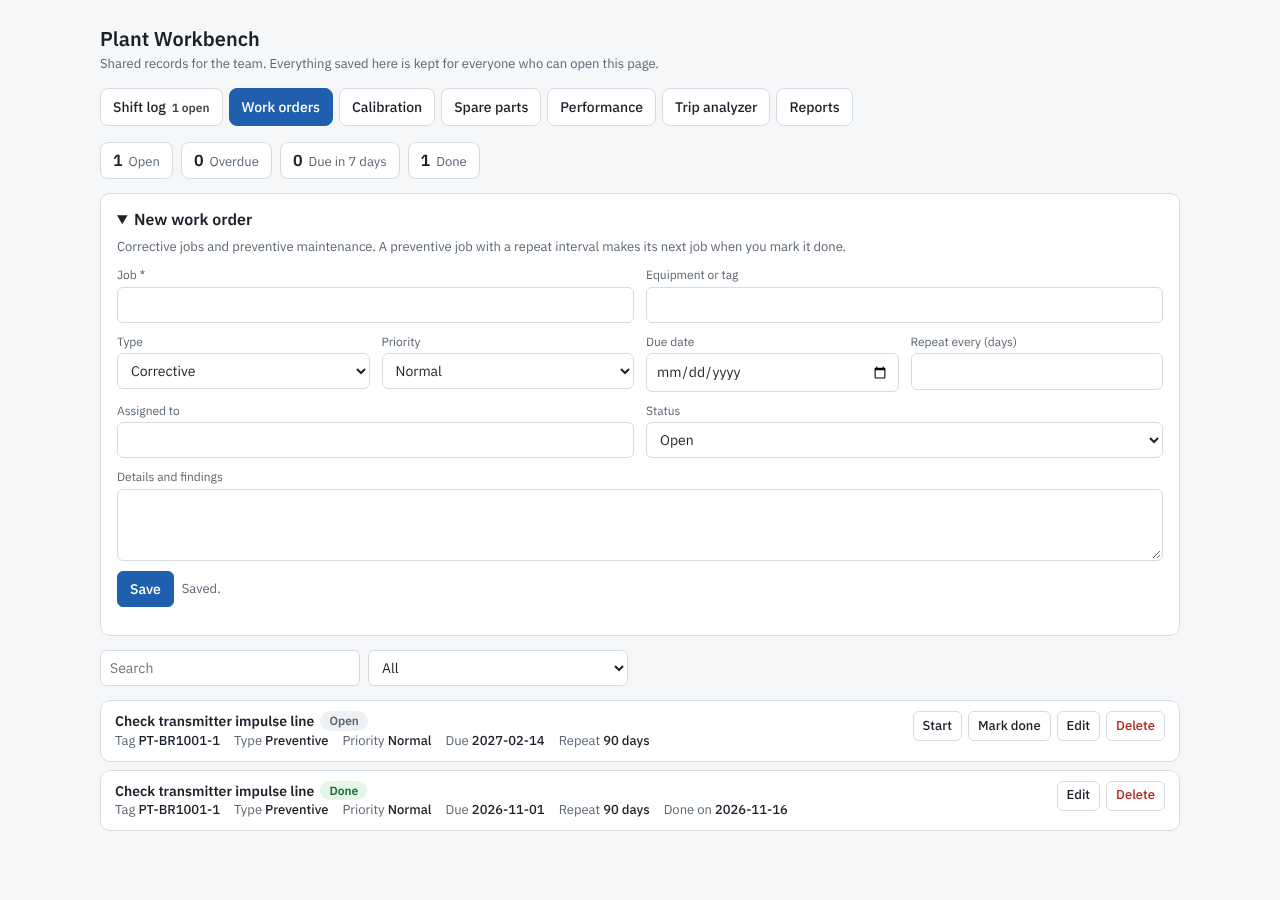 Plant Workbench
Shared records for the team. Everything saved here is kept for everyone who can open this page.
Shift log 1 open Work orders Calibration Spare parts Performance Trip analyzer Reports
1 Open 0 Overdue 0 Due in 7 days 1 Done
▼ New work order
Corrective jobs and preventive maintenance. A preventive job with a repeat interval makes its next job when you mark it done.
Job * Equipment or tag
Type Priority Due date Repeat every (days)
Corrective Normal mm/dd/yyyy
Assigned to Status
Open
Details and findings
Save Saved.
Search All
Check transmitter impulse line Open Start Mark done Edit Delete
Tag PT-BR1001-1 Type Preventive Priority Normal Due 2027-02-14 Repeat 90 days
Check transmitter impulse line Done Edit Delete
Tag PT-BR1001-1 Type Preventive Priority Normal Due 2026-11-01 Repeat 90 days Done on 2026-11-16